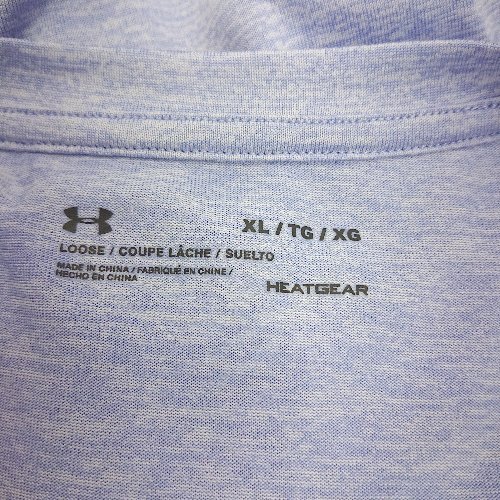 XL / TG / XG
LOOSE / COUPE LÂCHE / SUELTO
MADE IN CHINA / FABRIQUÉ EN CHINE /
HECHO EN CHINA
HEATGEAR